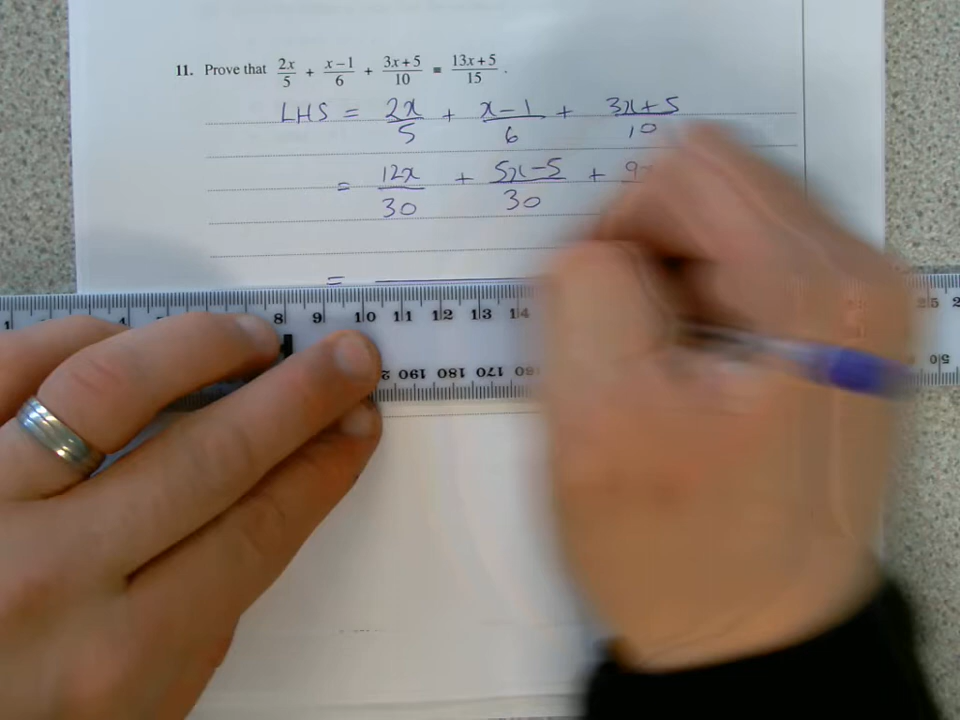 11. Prove that 2x/5 + x−1/6 + 3x+5/10 ≡ 13x+5/15 .
LHS = 2x/5 + x−1/6 + 3x+5/10
= 12x/30 + 5x−5/30 +
=
8 9 10 11 12 13 14 25
190 180 170